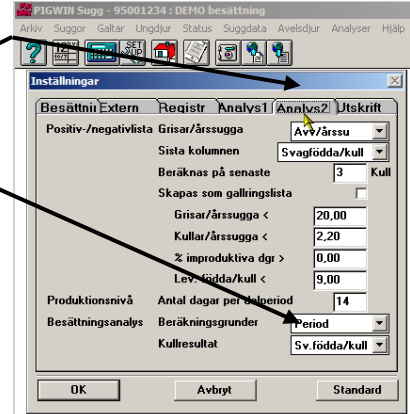 PIGWIN Sugg - 95001234 : DEMO besättning
Arkiv Suggor Galtar Ungdjur Status Suggdata Avelsdjur Analyser Hjälp
Inställningar
Besättnii Extern Registr Analys1 Analys2 Utskrift
Positiv-/negativlista Grisar/årssugga Avv/årssu
Sista kolumnen Svagfödda/kull
Beräknas på senaste 3 Kull
Skapas som gallringslista
Grisar/årssugga < 20,00
Kullar/årssugga < 2,20
% improduktiva dgr > 0,00
Lev. födda/kull < 9,00
Produktionsnivå Antal dagar per delperiod 14
Besättningsanalys Beräkningsgrunder Period
Kullresultat Sv.födda/kull
OK Avbryt Standard